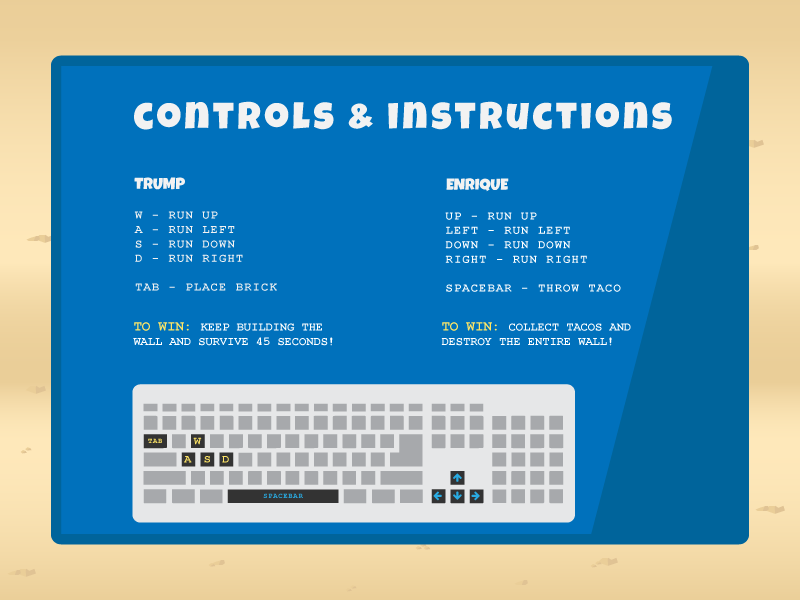 CONTROLS & INSTRUCTIONS
TRUMP
W - RUN UP
A - RUN LEFT
S - RUN DOWN
D - RUN RIGHT
TAB - PLACE BRICK
TO WIN: KEEP BUILDING THE
WALL AND SURVIVE 45 SECONDS!
ENRIQUE
UP - RUN UP
LEFT - RUN LEFT
DOWN - RUN DOWN
RIGHT - RUN RIGHT
SPACEBAR - THROW TACO
TO WIN: COLLECT TACOS AND
DESTROY THE ENTIRE WALL!
TAB W
A S D
SPACEBAR